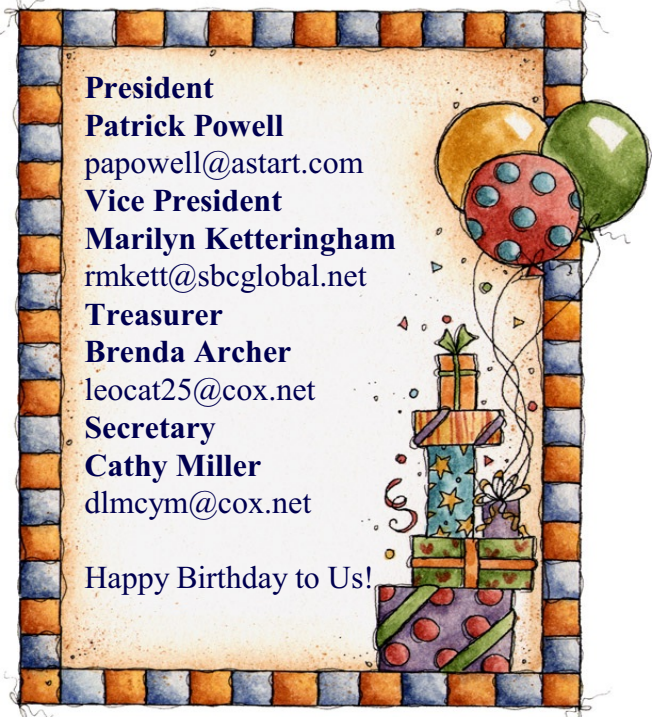 President
Patrick Powell
papowell@astart.com
Vice President
Marilyn Ketteringham
rmkett@sbcglobal.net
Treasurer
Brenda Archer
leocat25@cox.net
Secretary
Cathy Miller
dlmcym@cox.net
Happy Birthday to Us!